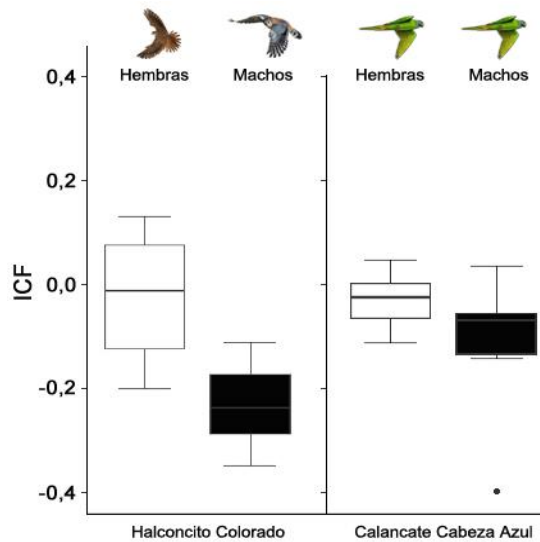 Hembras Machos Hembras Machos
0,4
0,2
0,0
-0,2
-0,4
ICF
Halconcito Colorado Calancate Cabeza Azul